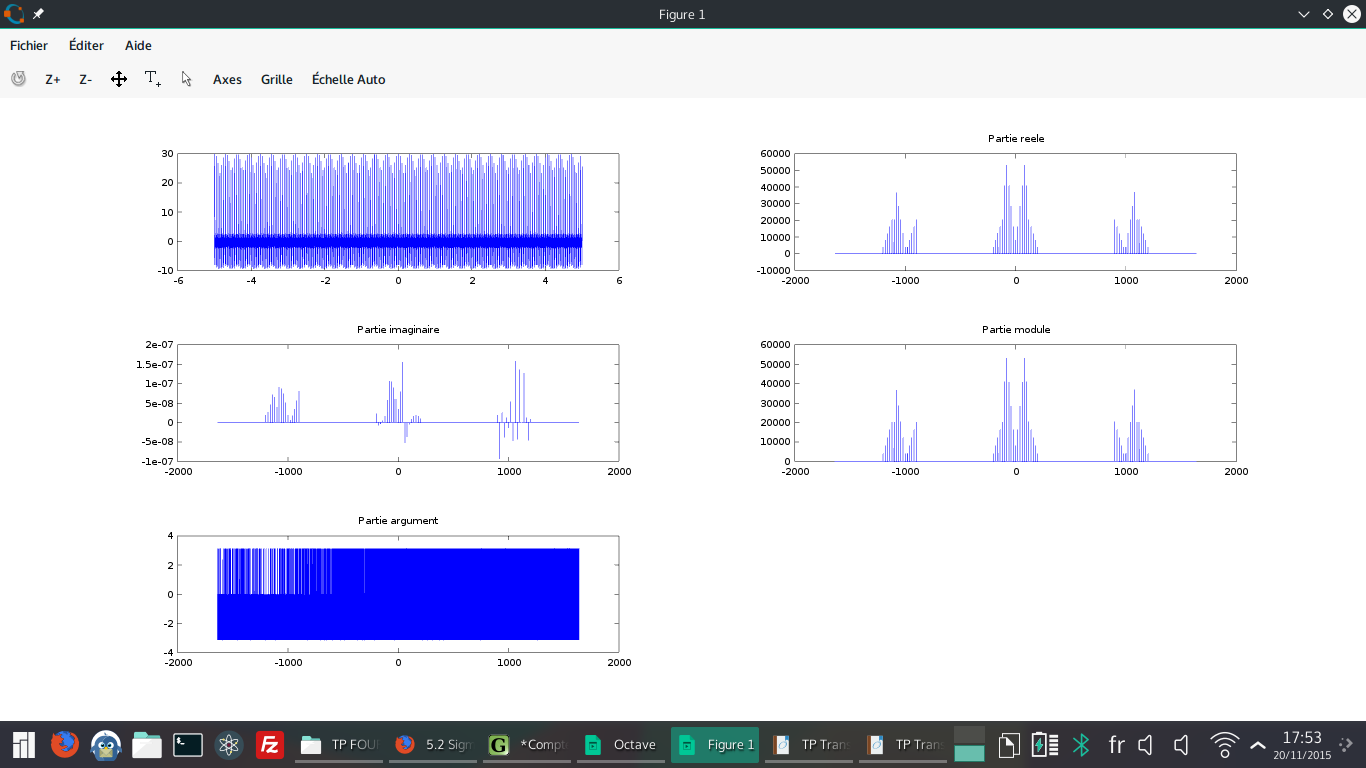 Figure 1
Fichier Éditer Aide
Z+ Z- T+ Axes Grille Échelle Auto
30
20
10
0
-10
-6 -4 -2 0 2 4 6
Partie reele
60000
50000
40000
30000
20000
10000
0
-10000
-2000 -1000 0 1000 2000
Partie imaginaire
2e-07
1.5e-07
1e-07
5e-08
0
-5e-08
-1e-07
-2000 -1000 0 1000 2000
Partie module
60000
50000
40000
30000
20000
10000
0
-2000 -1000 0 1000 2000
Partie argument
4
2
0
-2
-4
-2000 -1000 0 1000 2000
FZ TP FOU 5.2 Sign G *Compt Octave Figure 1 TP Tran TP Tran fr 17:53
20/11/2015